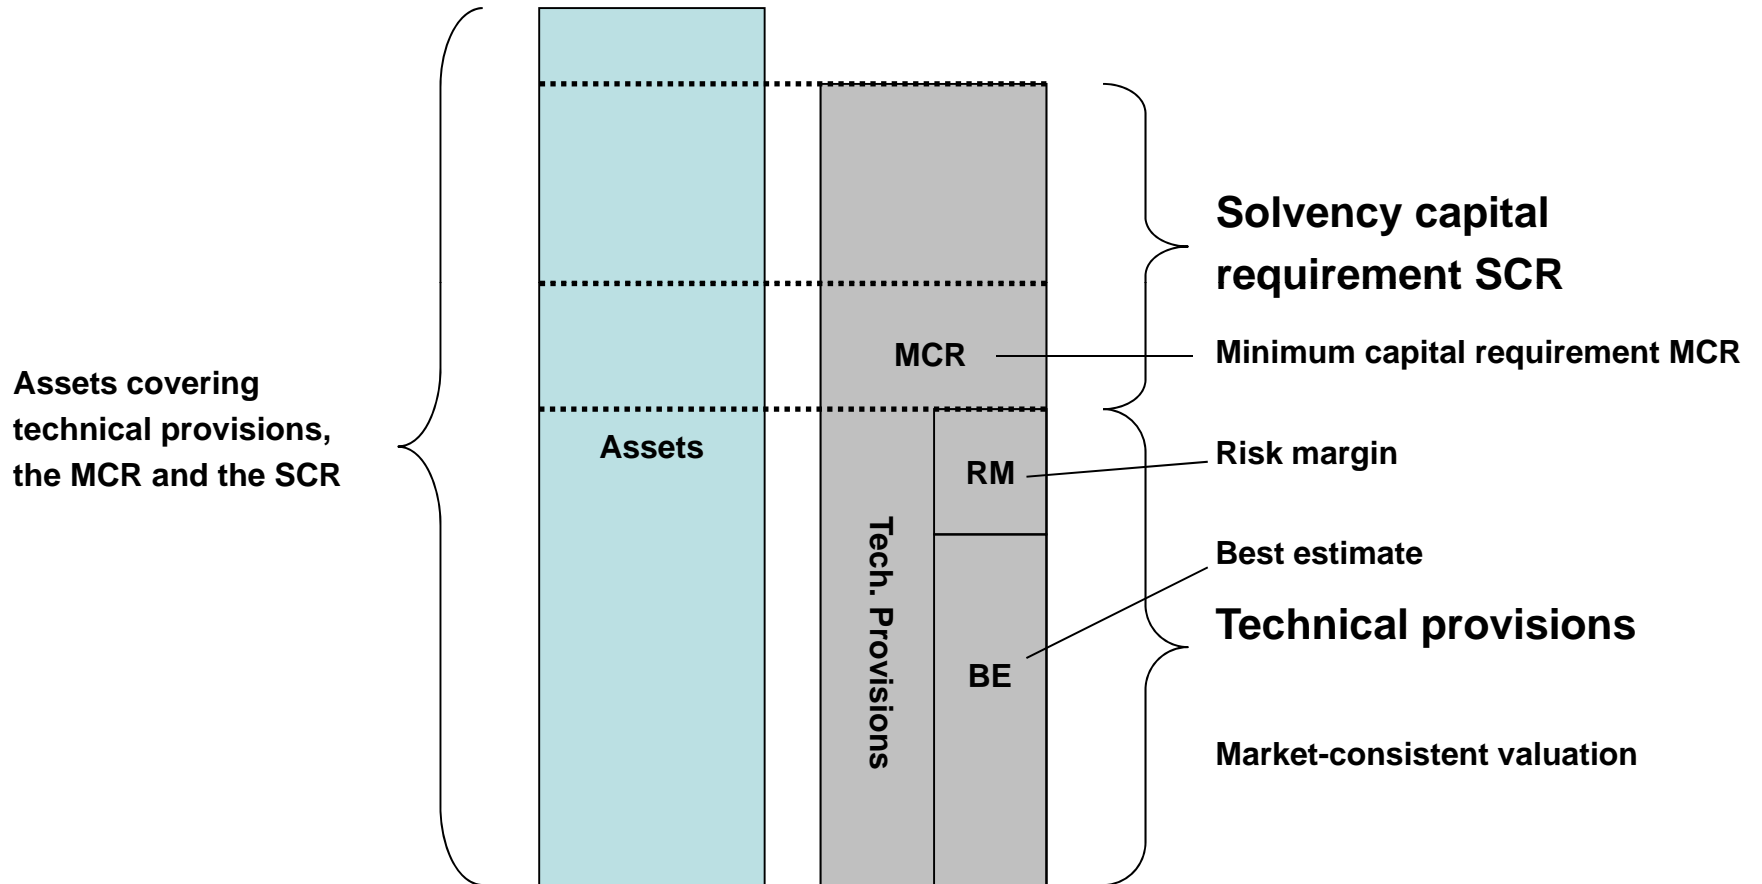 Assets covering
technical provisions,
the MCR and the SCR
Assets
MCR
RM
Tech. Provisions
BE
Solvency capital
requirement SCR
Minimum capital requirement MCR
Risk margin
Best estimate
Technical provisions
Market-consistent valuation